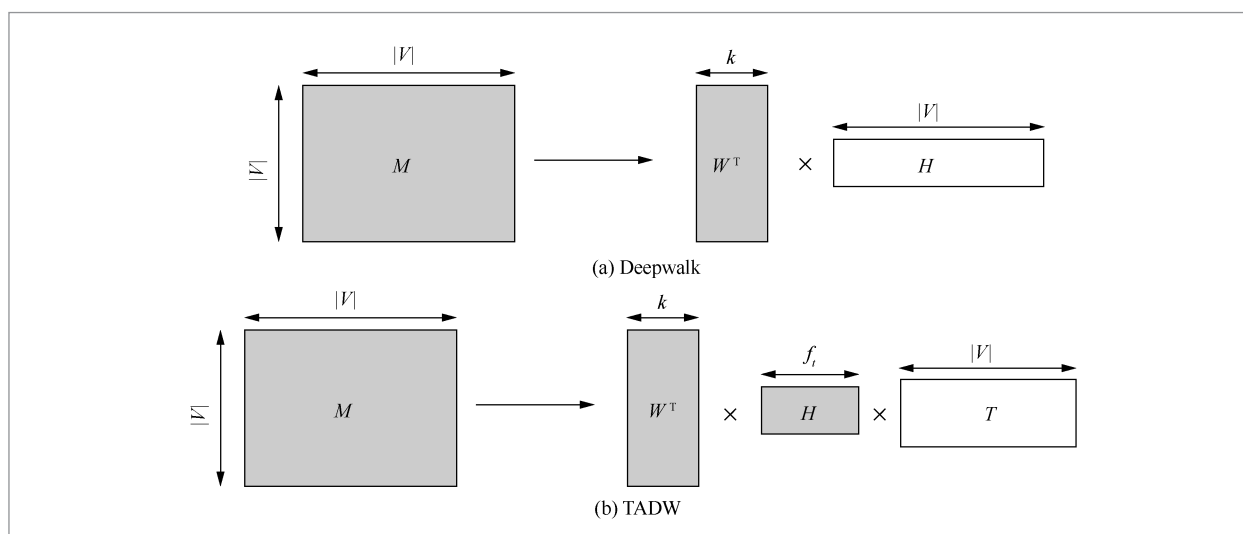 |V|
k
|V|
|V|
M
W^T
×
H
(a) Deepwalk
|V|
k
f_t
|V|
|V|
M
W^T
×
H
×
T
(b) TADW